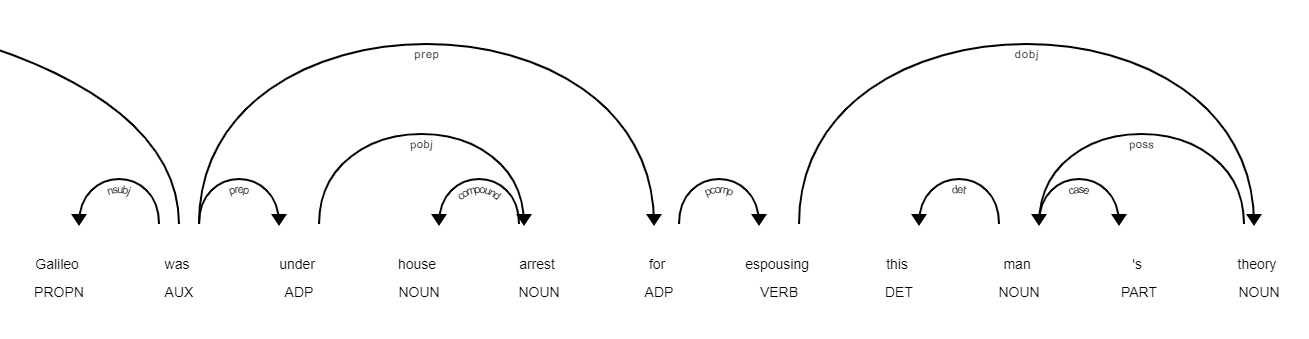 prep
dobj
pobj
poss
nsubj
prep
compound
pcomp
det
case
Galileo was under house arrest for espousing this man 's theory
PROPN AUX ADP NOUN NOUN ADP VERB DET NOUN PART NOUN